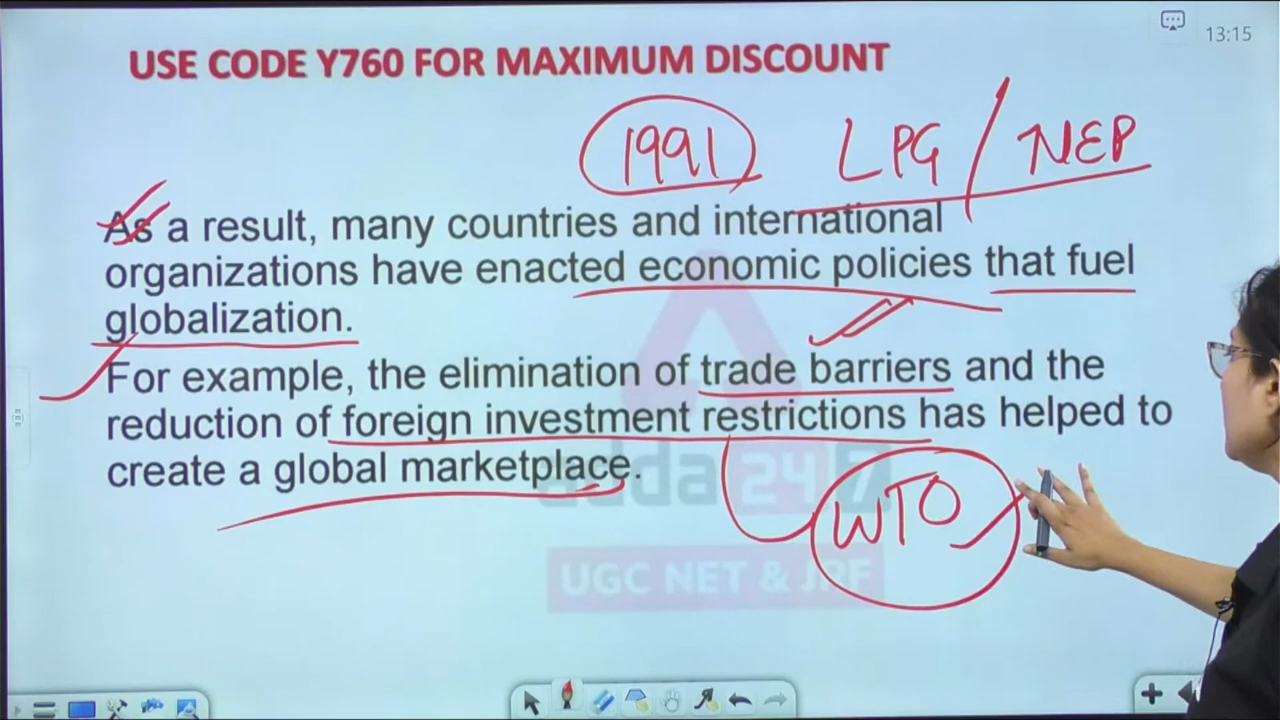 13:15
USE CODE Y760 FOR MAXIMUM DISCOUNT
1991 LPG / NEP
As a result, many countries and international
organizations have enacted economic policies that fuel
globalization.
For example, the elimination of trade barriers and the
reduction of foreign investment restrictions has helped to
create a global marketplace.
adda 247
WTO
UGC NET & JRF